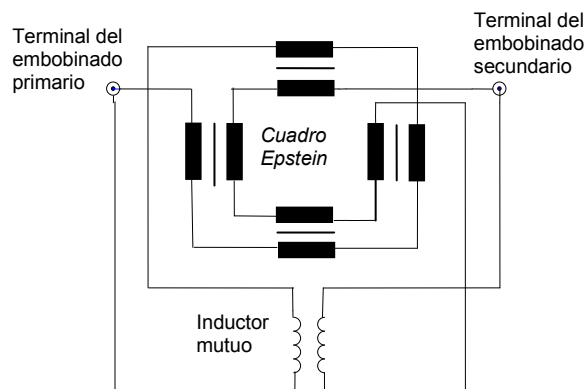 Terminal del
embobinado
primario
Terminal del
embobinado
secundario
Cuadro
Epstein
Inductor
mutuo